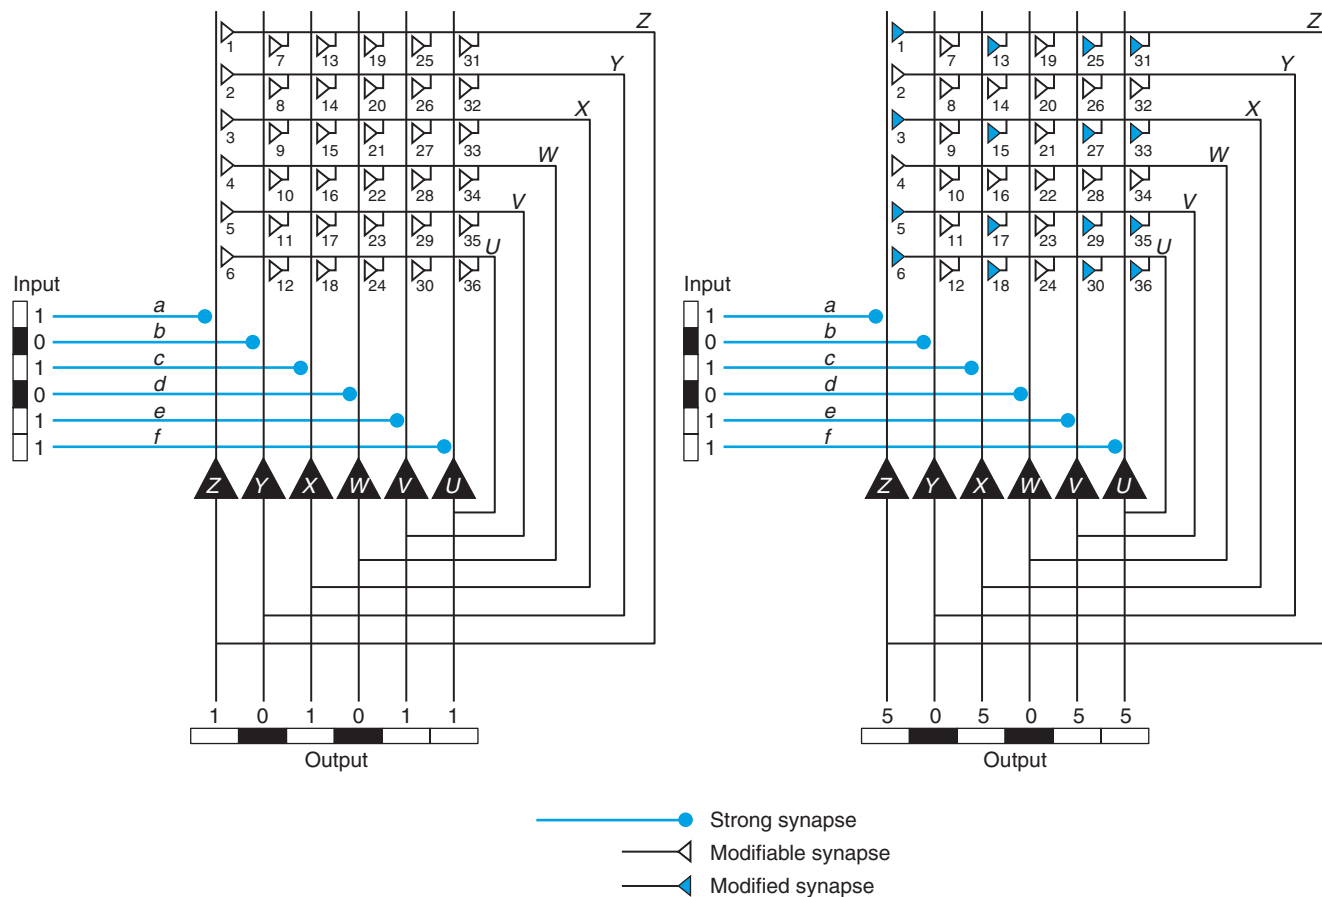 Z
1 7 13 19 25 31
Y
2 8 14 20 26 32
X
3 9 15 21 27 33
W
4 10 16 22 28 34
V
5 11 17 23 29 35
U
6 12 18 24 30 36
Input
1 a
0 b
1 c
0 d
1 e
1 f
Z Y X W V U
1 0 1 0 1 1
Output
Z
1 7 13 19 25 31
Y
2 8 14 20 26 32
X
3 9 15 21 27 33
W
4 10 16 22 28 34
V
5 11 17 23 29 35
U
6 12 18 24 30 36
Input
1 a
0 b
1 c
0 d
1 e
1 f
Z Y X W V U
5 0 5 0 5 5
Output
Strong synapse
Modifiable synapse
Modified synapse